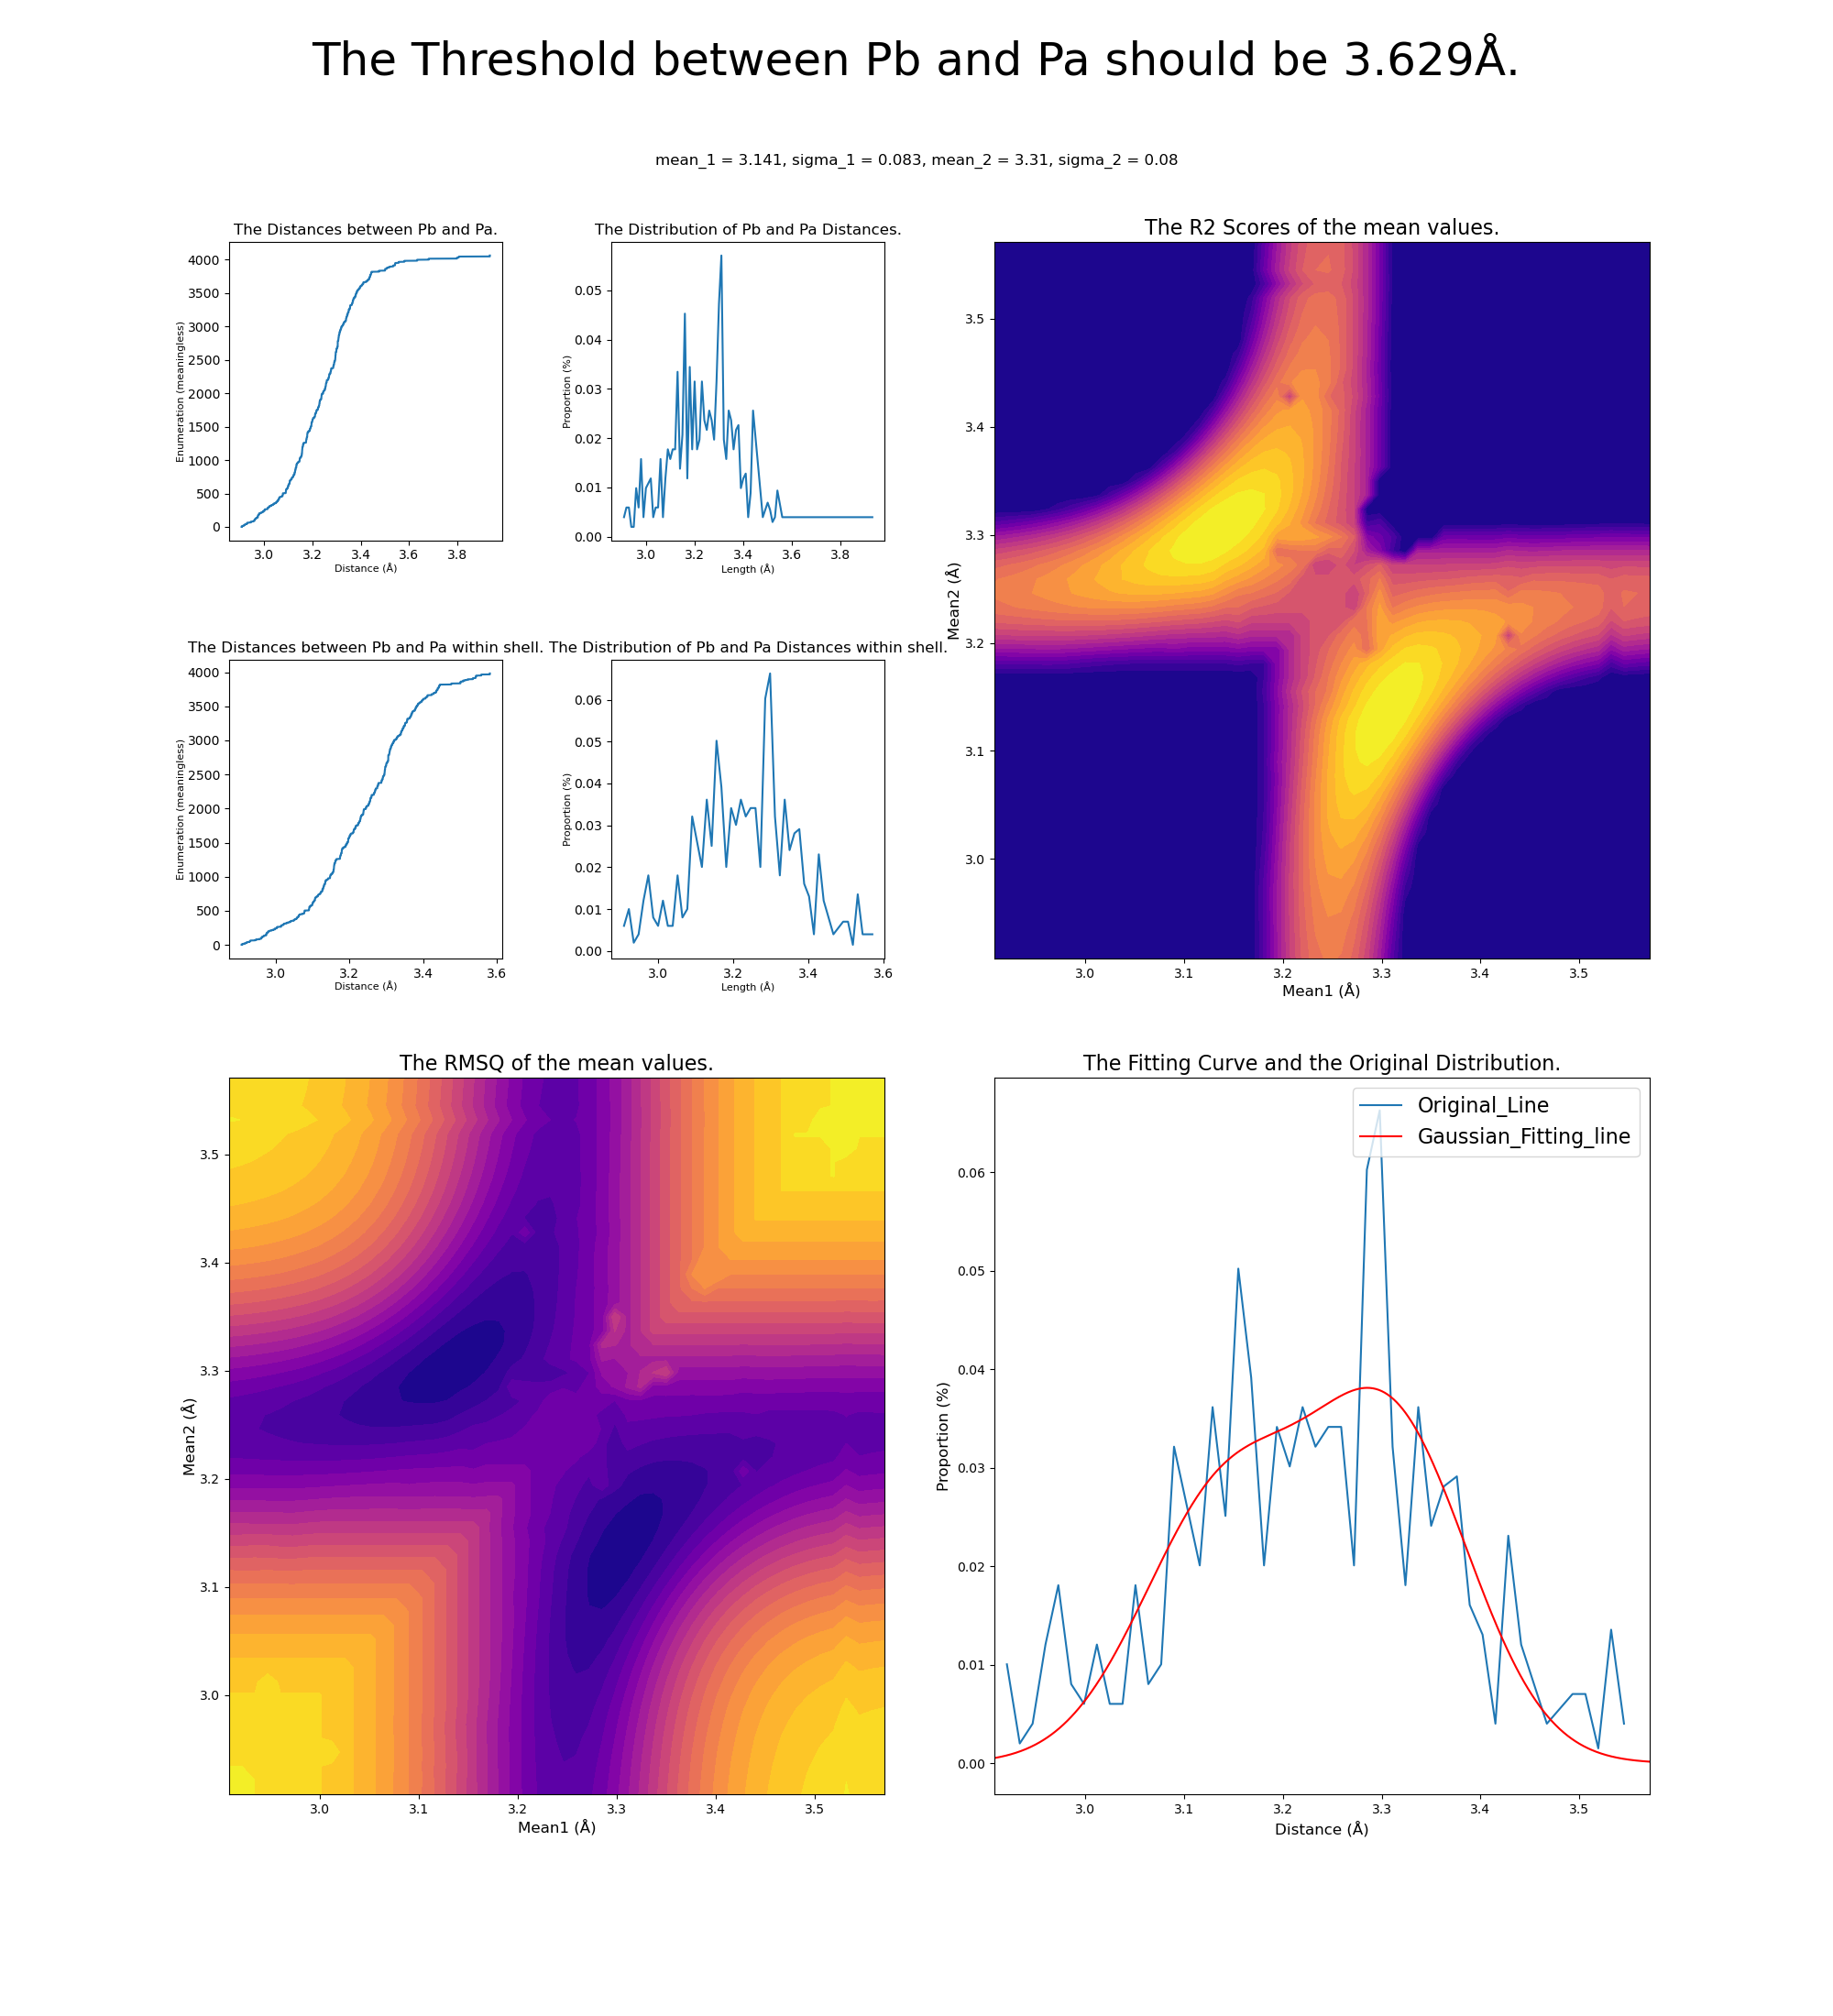 The Threshold between Pb and Pa should be 3.629Å.
mean_1 = 3.141, sigma_1 = 0.083, mean_2 = 3.31, sigma_2 = 0.08
The Distances between Pb and Pa.
4000
3500
3000
2500
2000
1500
1000
500
0
Enumeration (meaningless)
3.0 3.2 3.4 3.6 3.8
Distance (Å)
The Distribution of Pb and Pa Distances.
0.05
0.04
0.03
0.02
0.01
0.00
Proportion (%)
3.0 3.2 3.4 3.6 3.8
Length (Å)
The R2 Scores of the mean values.
3.5
3.4
3.3
3.2
3.1
3.0
Mean2 (Å)
3.0 3.1 3.2 3.3 3.4 3.5
Mean1 (Å)
The Distances between Pb and Pa within shell.
4000
3500
3000
2500
2000
1500
1000
500
0
Enumeration (meaningless)
3.0 3.2 3.4 3.6
Distance (Å)
The Distribution of Pb and Pa Distances within shell.
0.06
0.05
0.04
0.03
0.02
0.01
0.00
Proportion (%)
3.0 3.2 3.4 3.6
Length (Å)
The RMSQ of the mean values.
3.5
3.4
3.3
3.2
3.1
3.0
Mean2 (Å)
3.0 3.1 3.2 3.3 3.4 3.5
Mean1 (Å)
The Fitting Curve and the Original Distribution.
Original_Line
Gaussian_Fitting_line
0.06
0.05
0.04
0.03
0.02
0.01
0.00
Proportion (%)
3.0 3.1 3.2 3.3 3.4 3.5
Distance (Å)